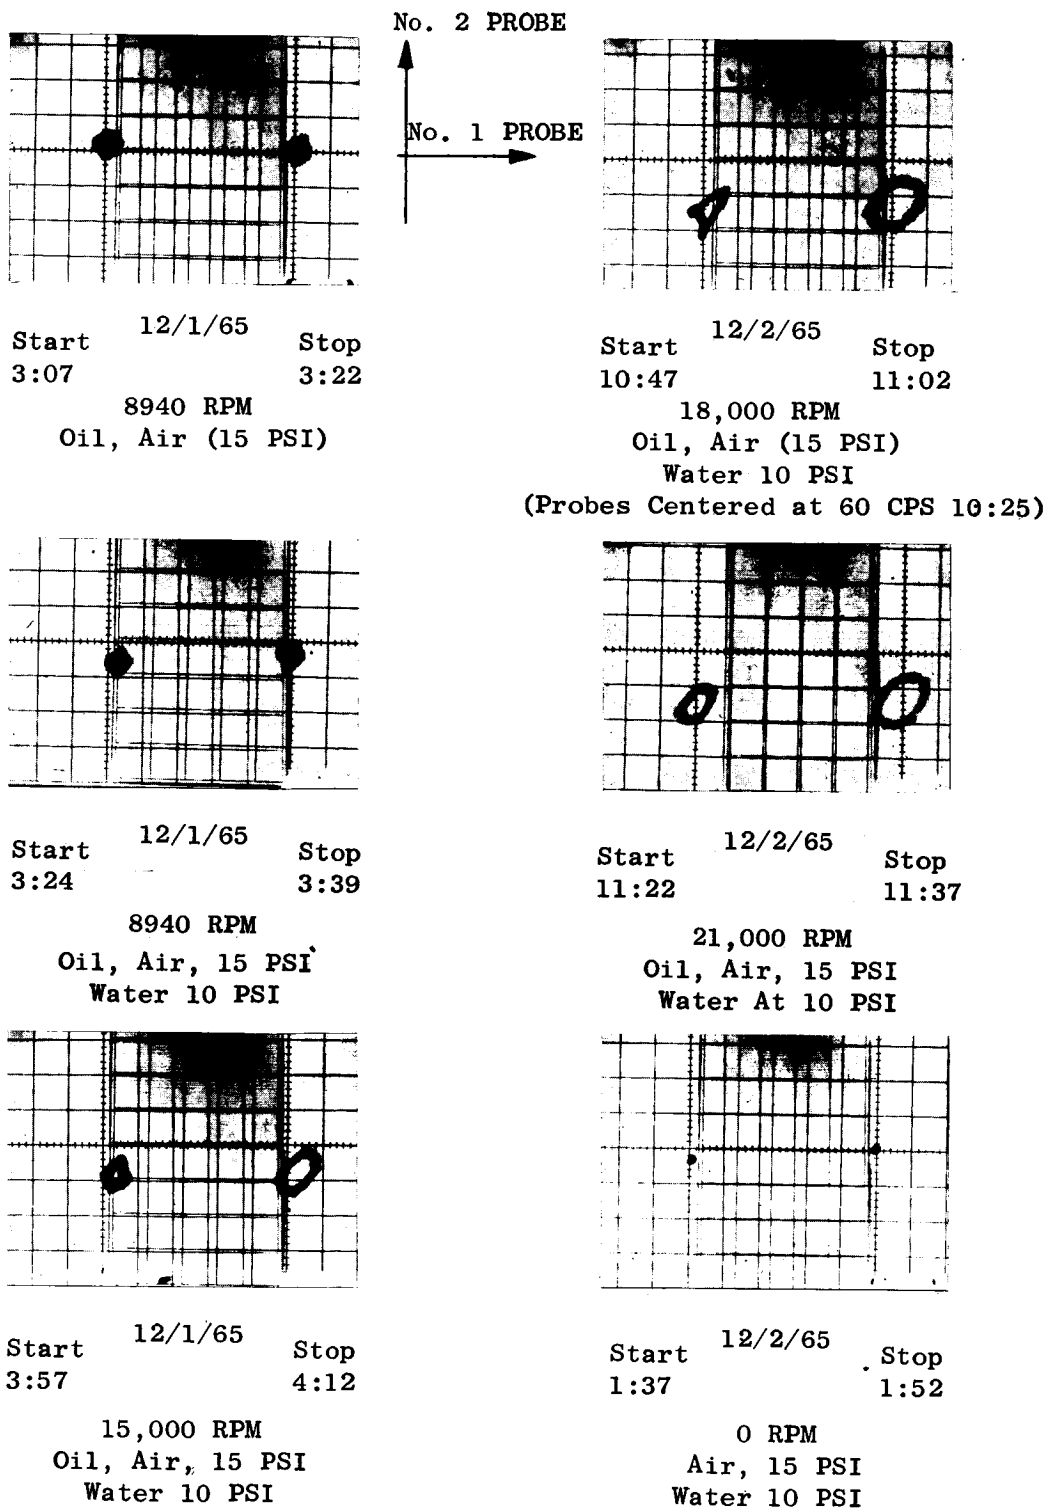 No. 2 PROBE
No. 1 PROBE
12/1/65
Start Stop
3:07 3:22
8940 RPM
Oil, Air (15 PSI)
12/2/65
Start Stop
10:47 11:02
18,000 RPM
Oil, Air (15 PSI)
Water 10 PSI
(Probes Centered at 60 CPS 10:25)
12/1/65
Start Stop
3:24 3:39
8940 RPM
Oil, Air, 15 PSI
Water 10 PSI
12/2/65
Start Stop
11:22 11:37
21,000 RPM
Oil, Air, 15 PSI
Water At 10 PSI
12/1/65
Start Stop
3:57 4:12
15,000 RPM
Oil, Air, 15 PSI
Water 10 PSI
12/2/65
Start Stop
1:37 1:52
0 RPM
Air, 15 PSI
Water 10 PSI